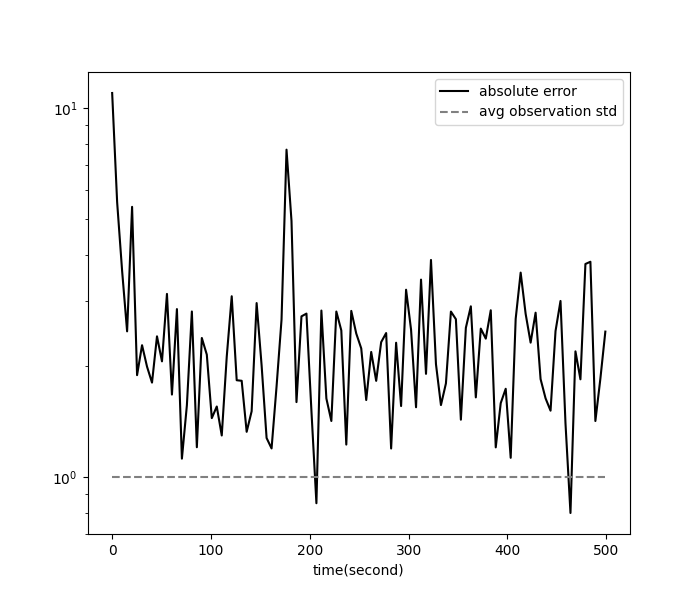 absolute error
avg observation std
10¹
10⁰
0 100 200 300 400 500
time(second)